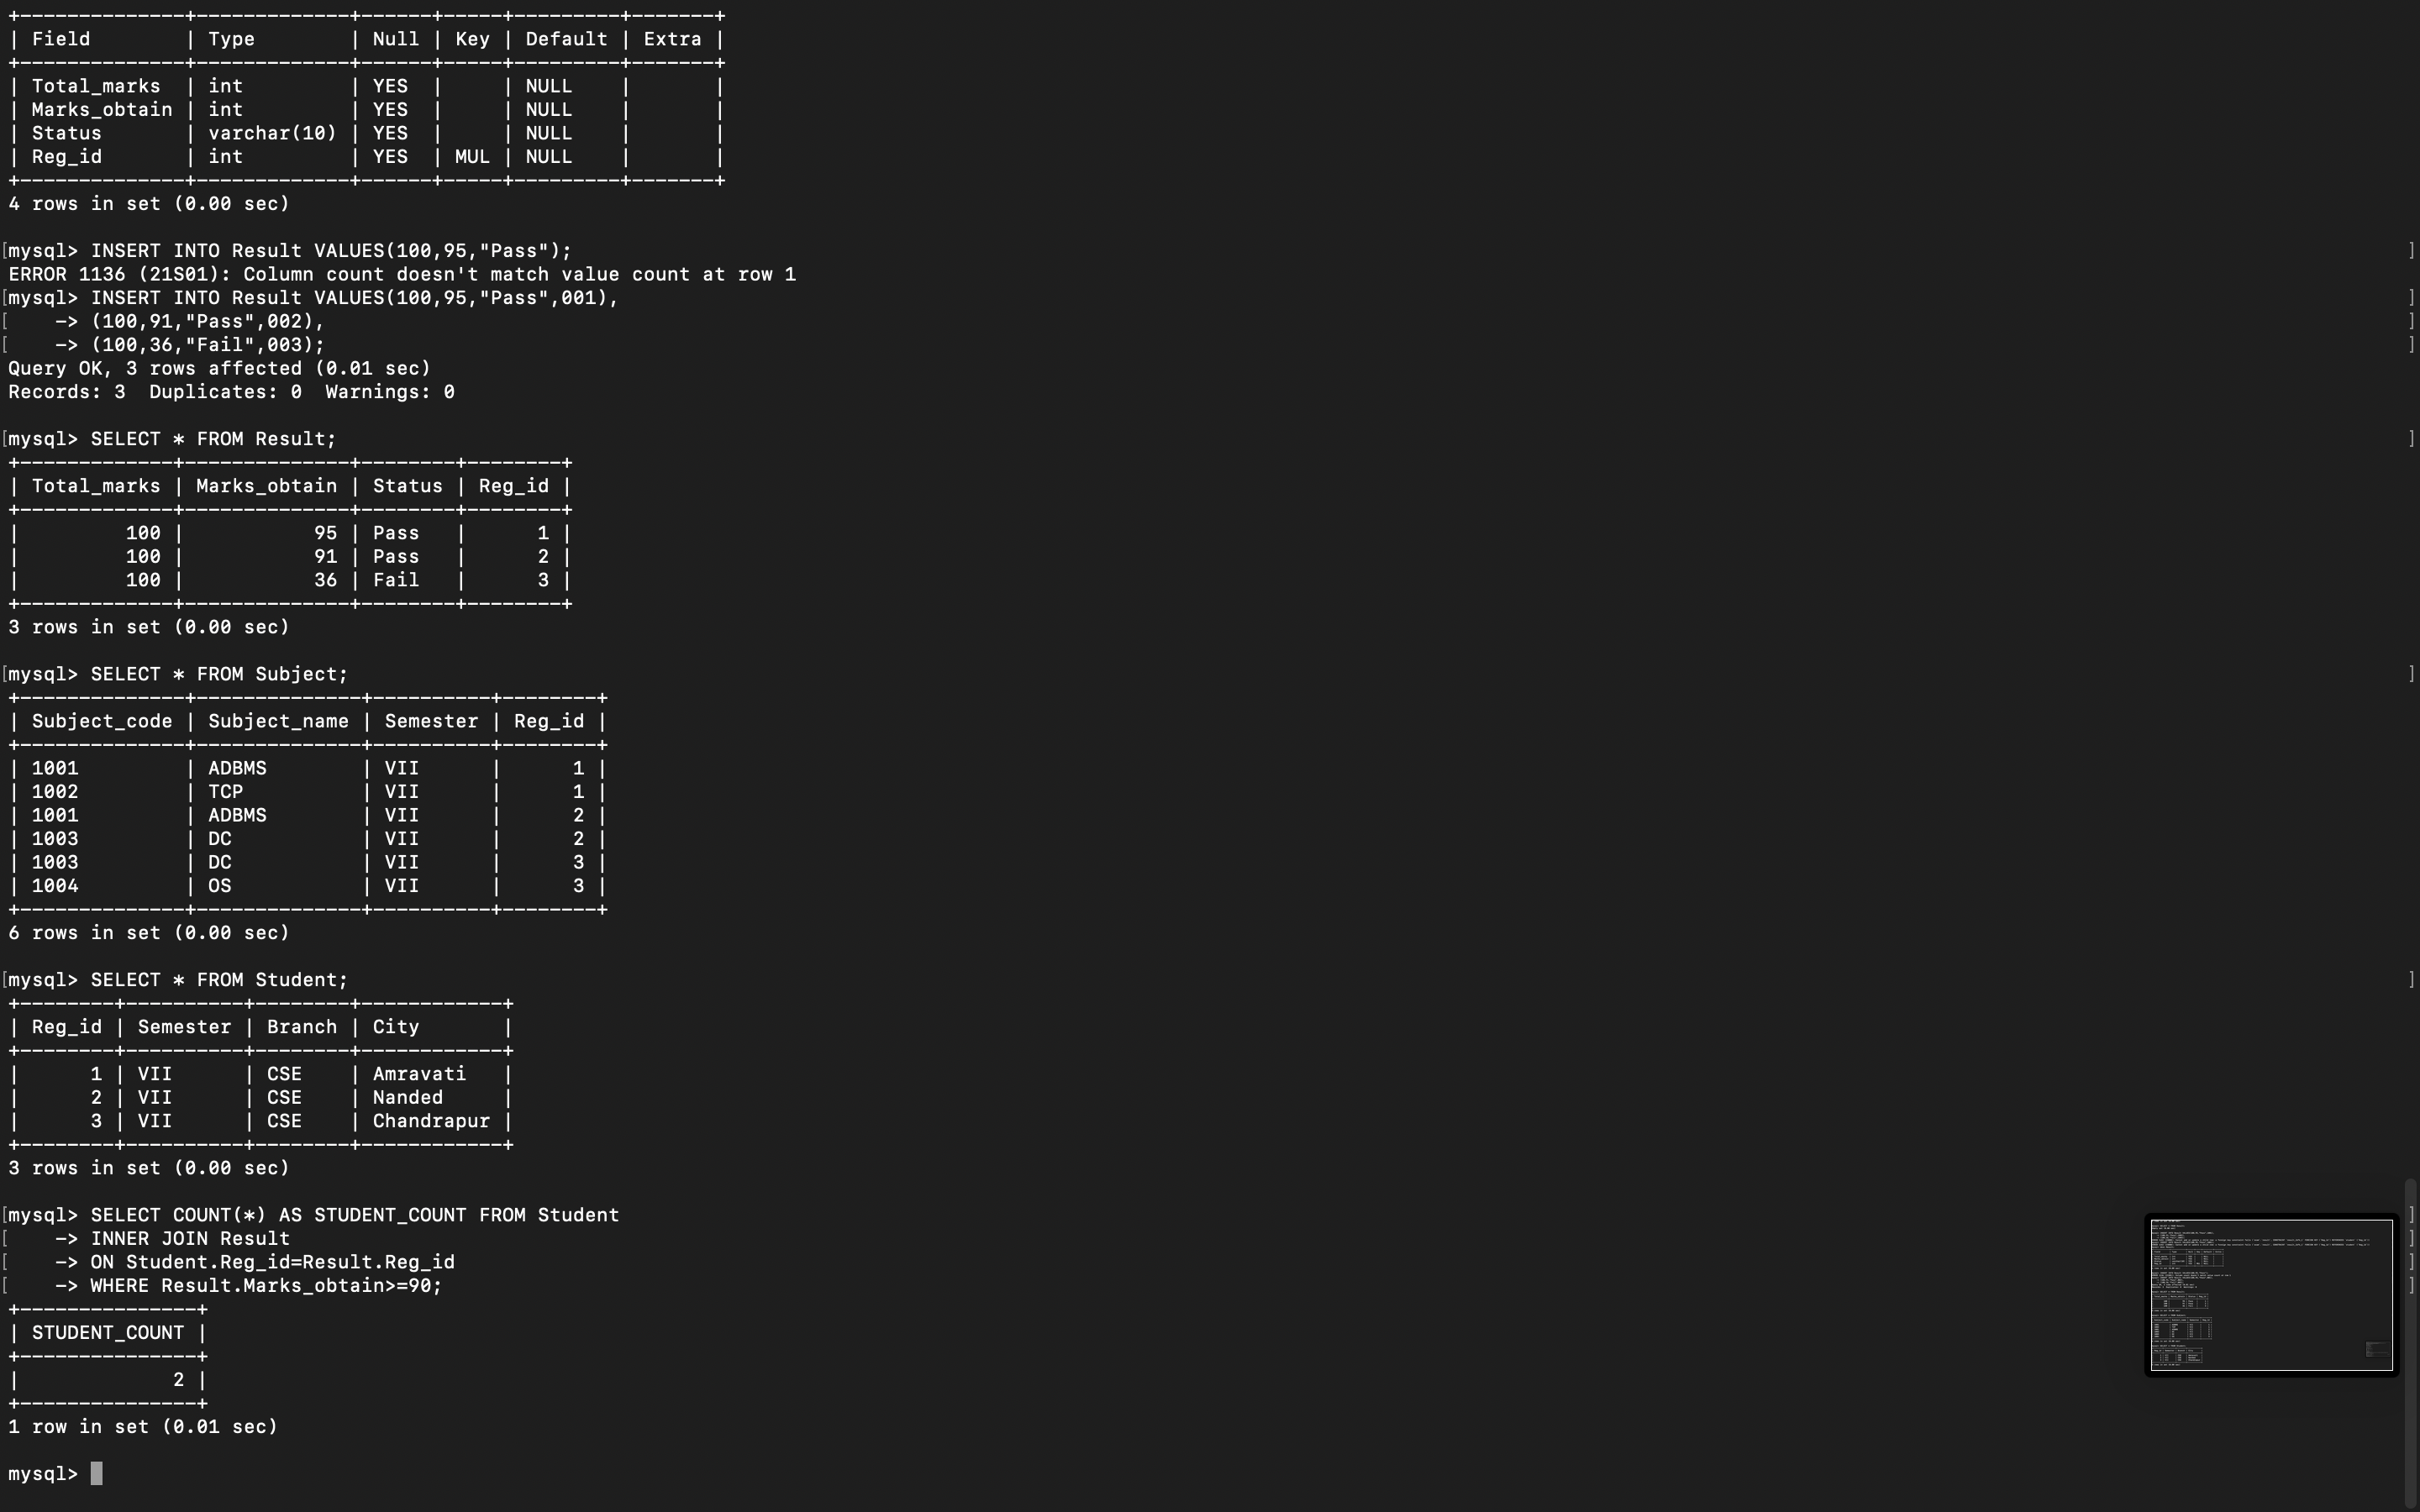 +--------------+-------------+------+-----+---------+-------+
| Field        | Type        | Null | Key | Default | Extra |
+--------------+-------------+------+-----+---------+-------+
| Total_marks  | int         | YES  |     | NULL    |       |
| Marks_obtain | int         | YES  |     | NULL    |       |
| Status       | varchar(10) | YES  |     | NULL    |       |
| Reg_id       | int         | YES  | MUL | NULL    |       |
+--------------+-------------+------+-----+---------+-------+
4 rows in set (0.00 sec)

[mysql> INSERT INTO Result VALUES(100,95,"Pass"); ]
ERROR 1136 (21S01): Column count doesn't match value count at row 1
[mysql> INSERT INTO Result VALUES(100,95,"Pass",001), ]
[    -> (100,91,"Pass",002), ]
[    -> (100,36,"Fail",003); ]
Query OK, 3 rows affected (0.01 sec)
Records: 3  Duplicates: 0  Warnings: 0

[mysql> SELECT * FROM Result; ]
+-------------+--------------+--------+--------+
| Total_marks | Marks_obtain | Status | Reg_id |
+-------------+--------------+--------+--------+
|         100 |           95 | Pass   |      1 |
|         100 |           91 | Pass   |      2 |
|         100 |           36 | Fail   |      3 |
+-------------+--------------+--------+--------+
3 rows in set (0.00 sec)

[mysql> SELECT * FROM Subject; ]
+--------------+--------------+----------+--------+
| Subject_code | Subject_name | Semester | Reg_id |
+--------------+--------------+----------+--------+
| 1001         | ADBMS        | VII      |      1 |
| 1002         | TCP          | VII      |      1 |
| 1001         | ADBMS        | VII      |      2 |
| 1003         | DC           | VII      |      2 |
| 1003         | DC           | VII      |      3 |
| 1004         | OS           | VII      |      3 |
+--------------+--------------+----------+--------+
6 rows in set (0.00 sec)

[mysql> SELECT * FROM Student; ]
+--------+----------+--------+------------+
| Reg_id | Semester | Branch | City       |
+--------+----------+--------+------------+
|      1 | VII      | CSE    | Amravati   |
|      2 | VII      | CSE    | Nanded     |
|      3 | VII      | CSE    | Chandrapur |
+--------+----------+--------+------------+
3 rows in set (0.00 sec)

[mysql> SELECT COUNT(*) AS STUDENT_COUNT FROM Student ]
[    -> INNER JOIN Result ]
[    -> ON Student.Reg_id=Result.Reg_id ]
[    -> WHERE Result.Marks_obtain>=90; ]
+---------------+
| STUDENT_COUNT |
+---------------+
|             2 |
+---------------+
1 row in set (0.01 sec)

mysql>